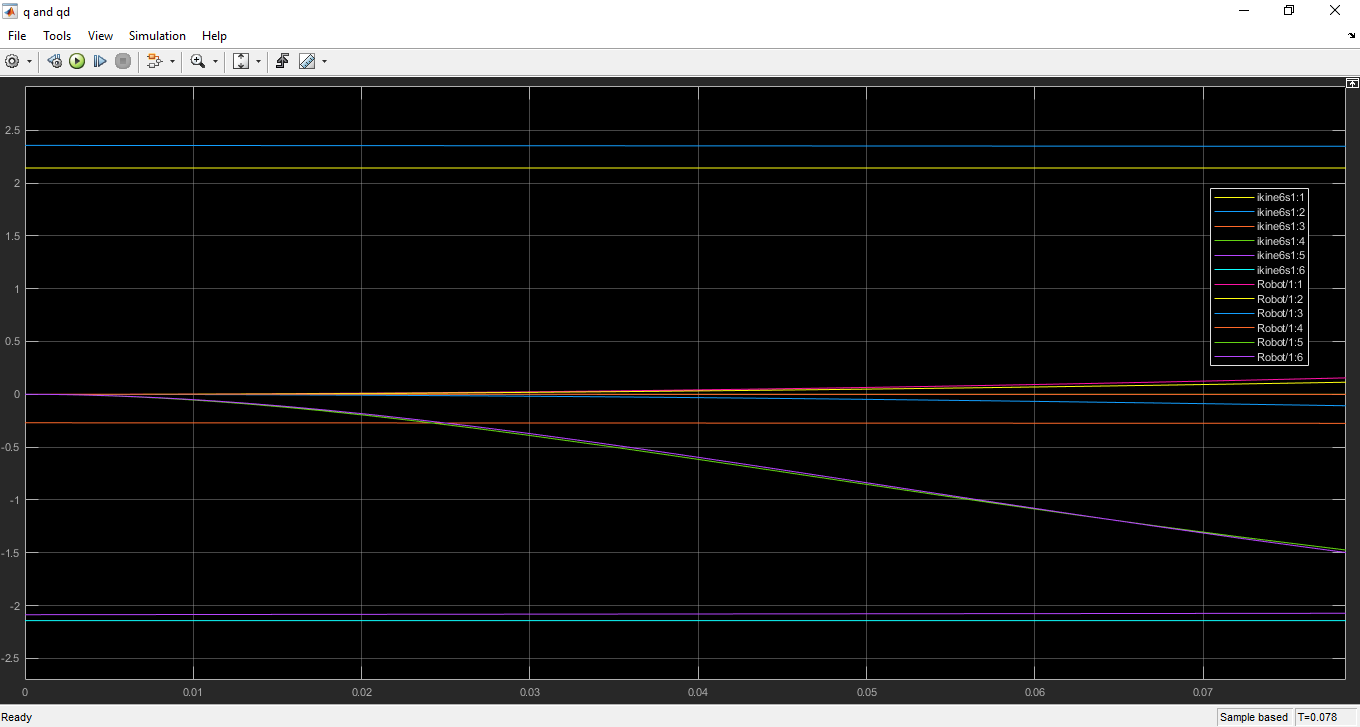 q and qd
File Tools View Simulation Help
2.5
2
1.5
1
0.5
0
-0.5
-1
-1.5
-2
-2.5
ikine6s1:1
ikine6s1:2
ikine6s1:3
ikine6s1:4
ikine6s1:5
ikine6s1:6
Robot/1:1
Robot/1:2
Robot/1:3
Robot/1:4
Robot/1:5
Robot/1:6
0 0.01 0.02 0.03 0.04 0.05 0.06 0.07
Ready Sample based T=0.078